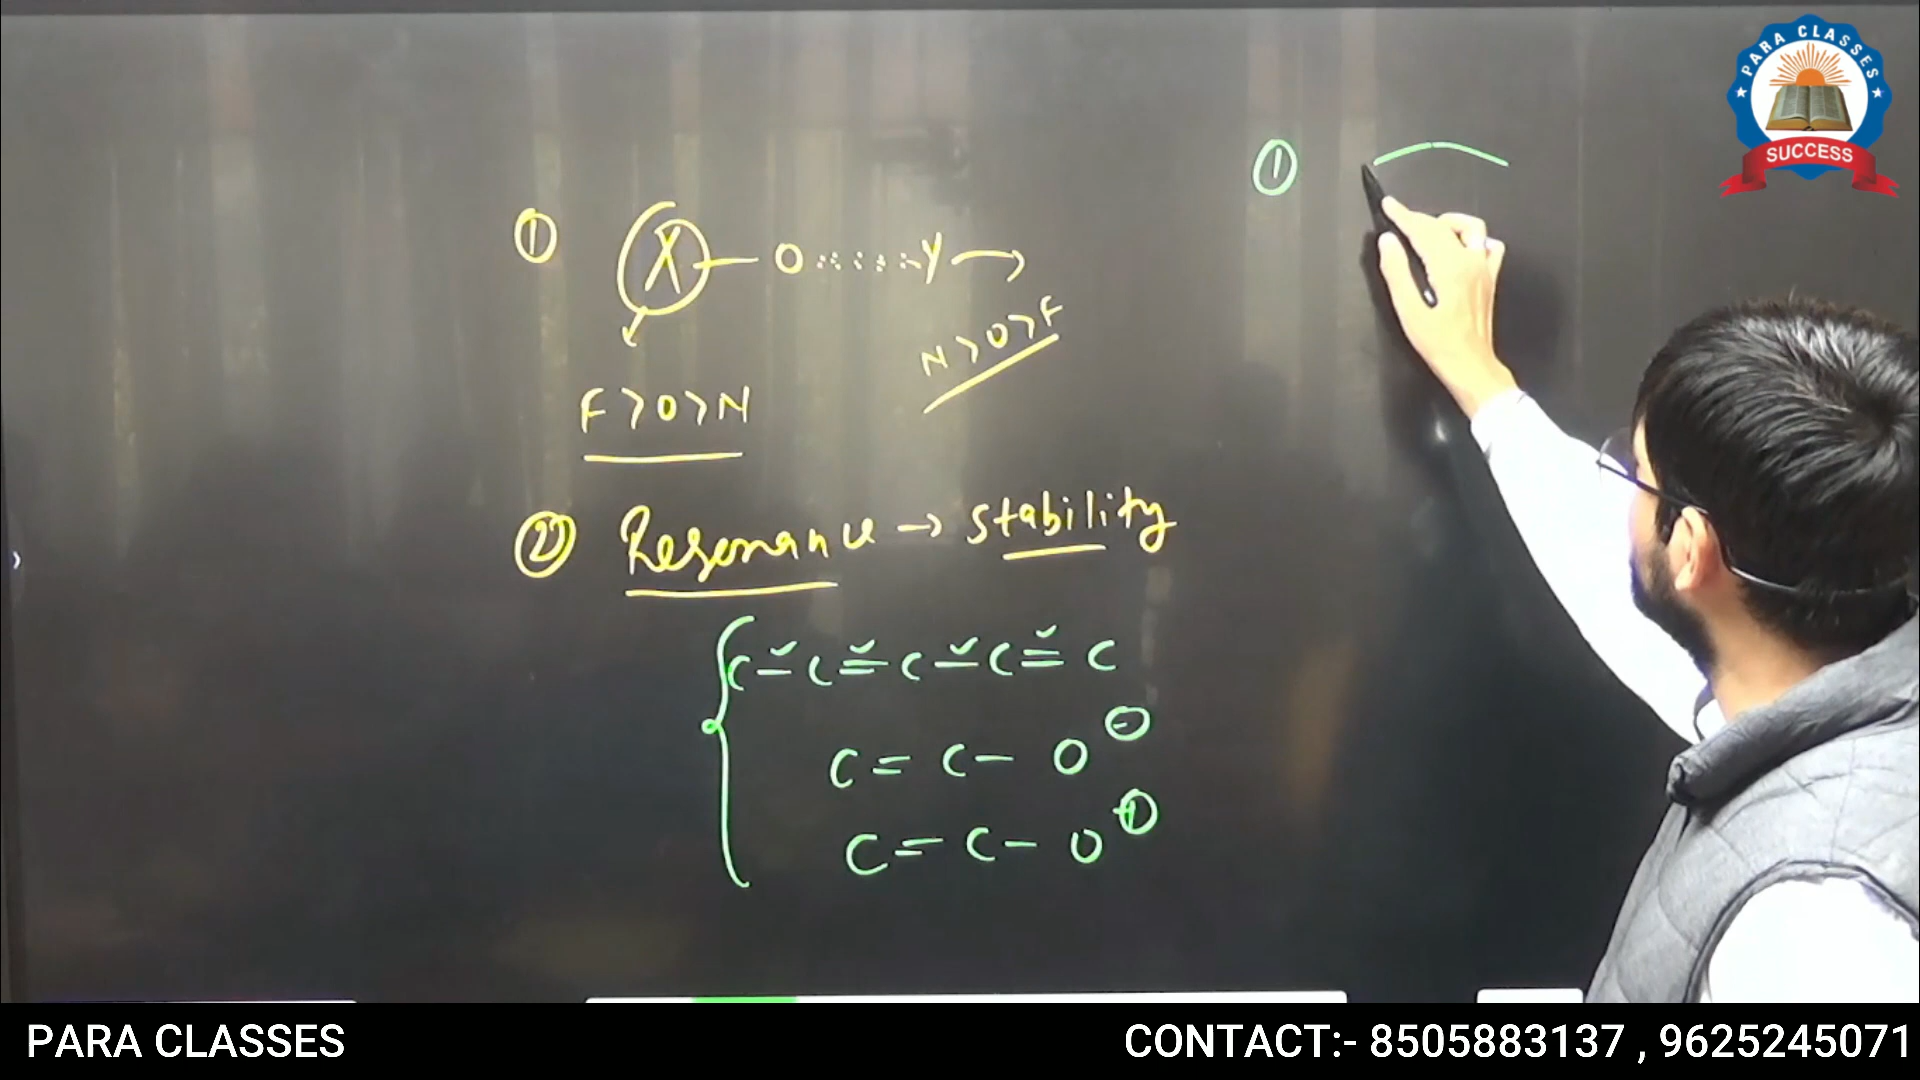 ① X – O ...... Y →
N > O > F
F > O > N
② Resonance → stability
C – C = C – C = C
C = C – O ⊖
C = C – O ⊕
①
PARA CLASSES
SUCCESS
PARA CLASSES
CONTACT:- 8505883137 , 9625245071